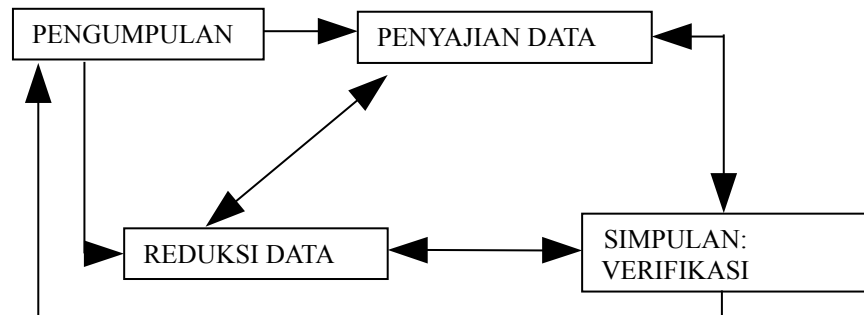 PENGUMPULAN
PENYAJIAN DATA
REDUKSI DATA
SIMPULAN:
VERIFIKASI